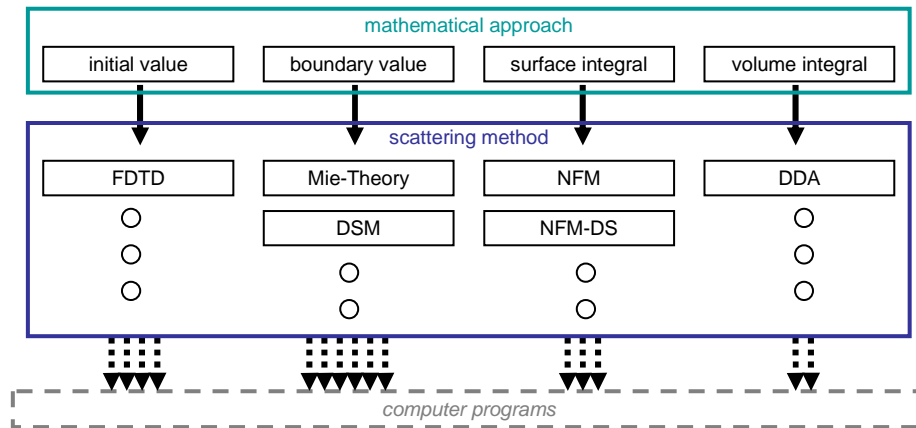 mathematical approach
initial value
boundary value
surface integral
volume integral
scattering method
FDTD
Mie-Theory
NFM
DDA
DSM
NFM-DS
computer programs